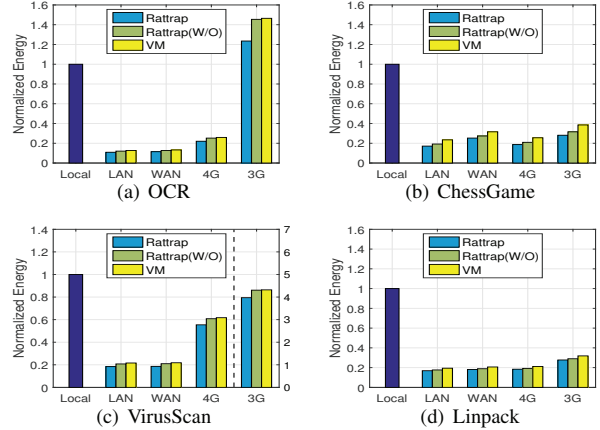 Normalized Energy
1.6
1.4
1.2
1
0.8
0.6
0.4
0.2
0
Rattrap
Rattrap(W/O)
VM
Local LAN WAN 4G 3G
(a) OCR
Normalized Energy
1.6
1.4
1.2
1
0.8
0.6
0.4
0.2
0
Rattrap
Rattrap(W/O)
VM
Local LAN WAN 4G 3G
(b) ChessGame
Normalized Energy
1.4
1.2
1
0.8
0.6
0.4
0.2
0
Rattrap
Rattrap(W/O)
VM
7
6
5
4
3
2
1
0
Local LAN WAN 4G 3G
(c) VirusScan
Normalized Energy
1.6
1.4
1.2
1
0.8
0.6
0.4
0.2
0
Rattrap
Rattrap(W/O)
VM
Local LAN WAN 4G 3G
(d) Linpack